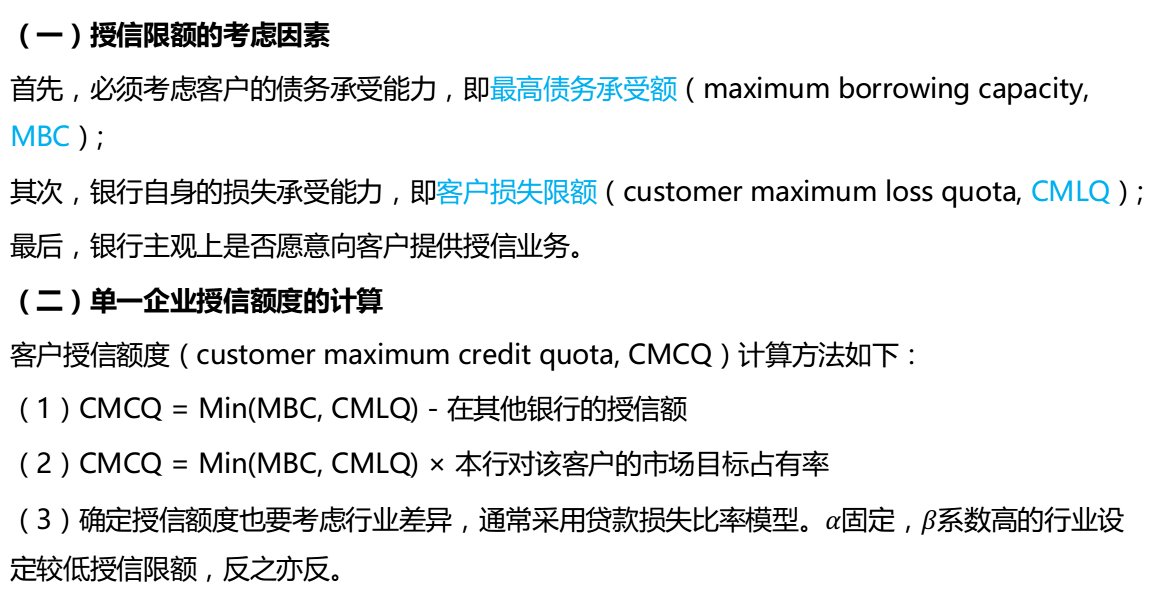 （一）授信限额的考虑因素
首先，必须考虑客户的债务承受能力，即最高债务承受额（maximum borrowing capacity,
MBC）；
其次，银行自身的损失承受能力，即客户损失限额（customer maximum loss quota, CMLQ）；
最后，银行主观上是否愿意向客户提供授信业务。
（二）单一企业授信额度的计算
客户授信额度（customer maximum credit quota, CMCQ）计算方法如下：
（1）CMCQ = Min(MBC, CMLQ) - 在其他银行的授信额
（2）CMCQ = Min(MBC, CMLQ) × 本行对该客户的市场目标占有率
（3）确定授信额度也要考虑行业差异，通常采用贷款损失比率模型。α固定，β系数高的行业设
定较低授信限额，反之亦反。